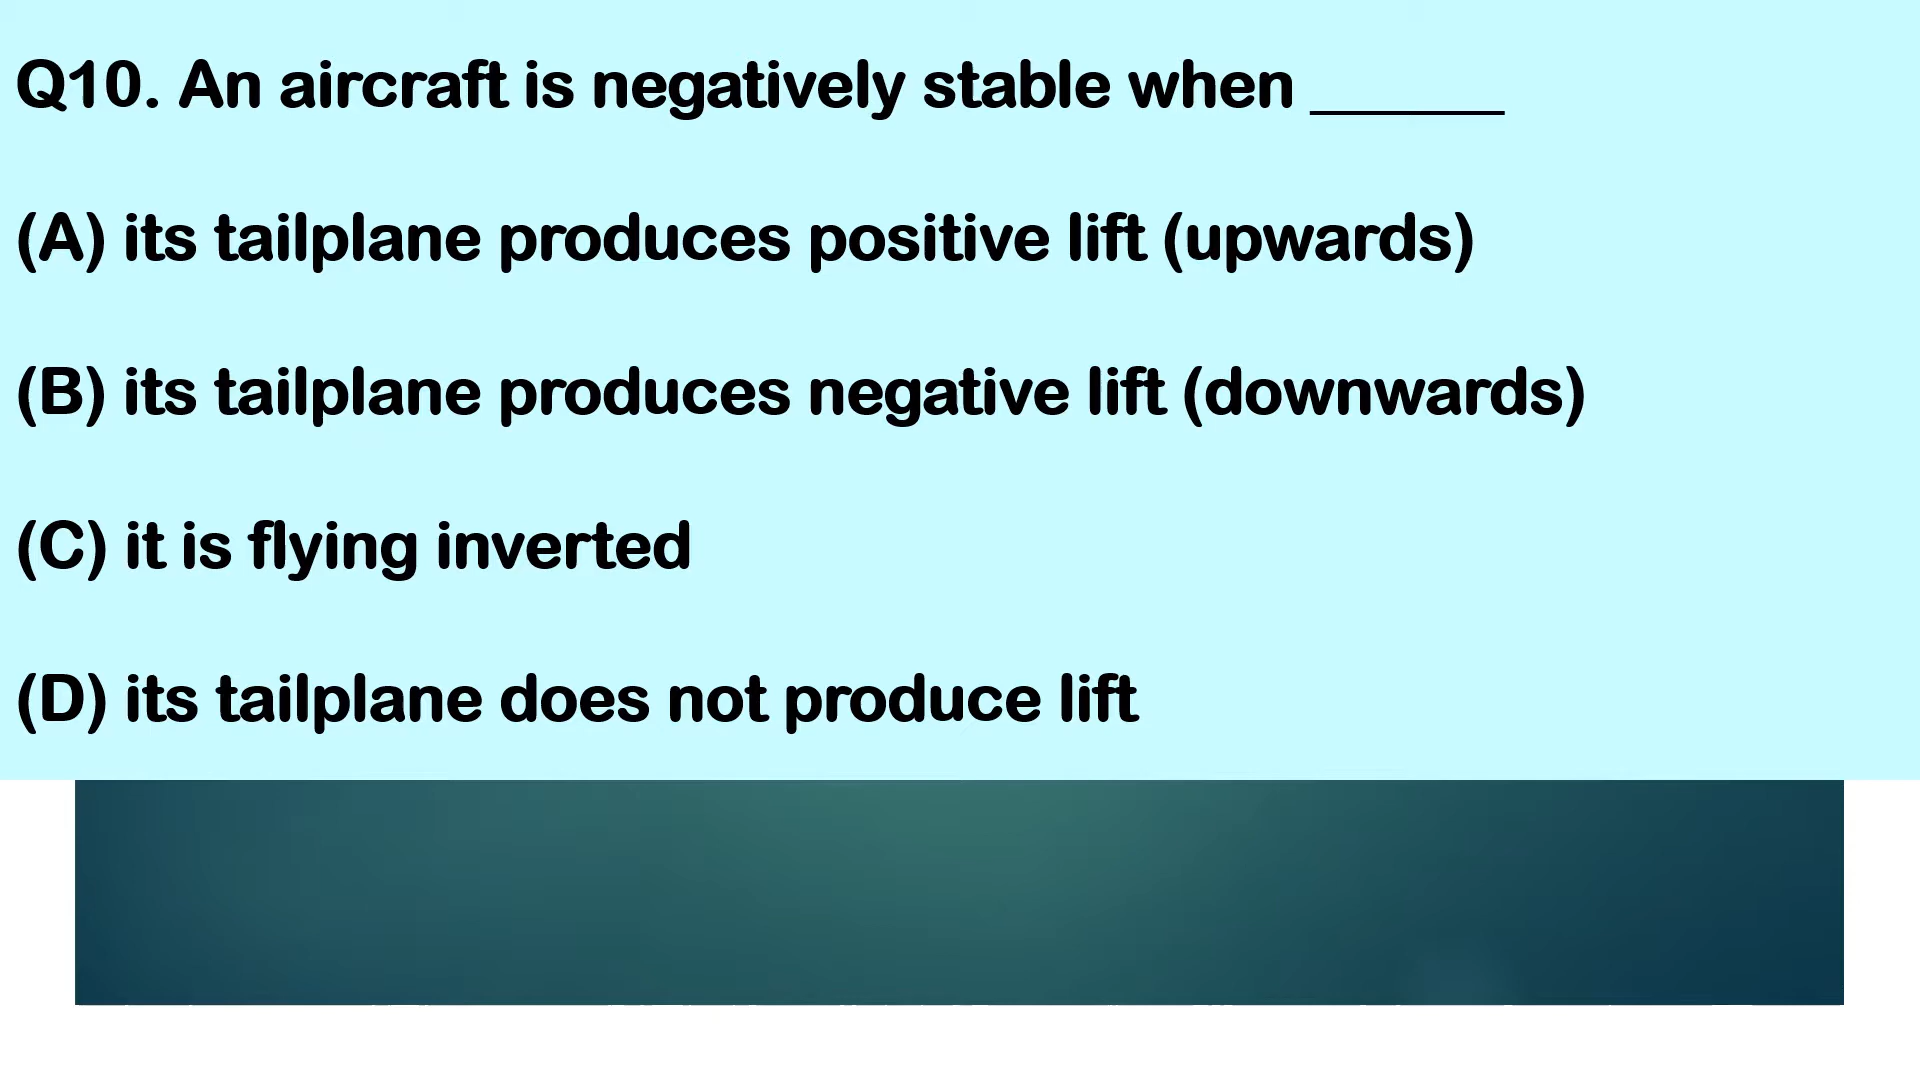 Q10. An aircraft is negatively stable when ______
(A) its tailplane produces positive lift (upwards)
(B) its tailplane produces negative lift (downwards)
(C) it is flying inverted
(D) its tailplane does not produce lift